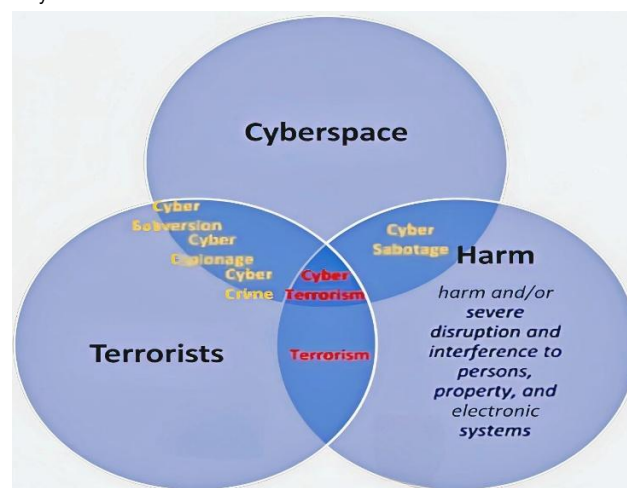 Cyberspace
Cyber
Subversion
Cyber
Espionage
Cyber
Crime
Cyber
Sabotage
Cyber
Terrorism
Terrorists
Terrorism
Harm
harm and/or
severe
disruption and
interference to
persons,
property, and
electronic
systems